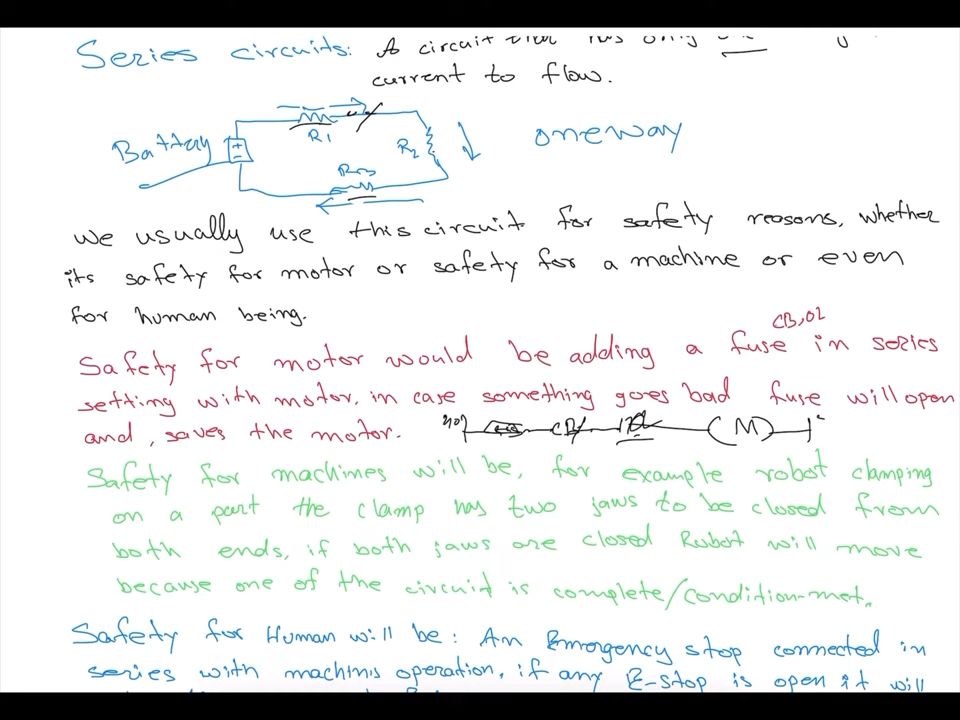 Series circuits: A circuit that has only
current to flow.
Battery R1 R2 R3 oneway
we usually use this circuit for safety reasons, whether
its safety for motor or safety for a machine or even
for human being.
CB, OL
Safety for motor would be adding a fuse in series
setting with motor, in case something goes bad fuse will open
and, saves the motor.
CB (M)
Safety for machines will be, for example robot clamping
on a part the clamp has two jaws to be closed from
both ends, if both jaws are closed Robort will move
because one of the circuit is complete/condition-met.
Safety for Human will be: An Emergency stop connected in
series with machinis operation, if any E-stop is open it will